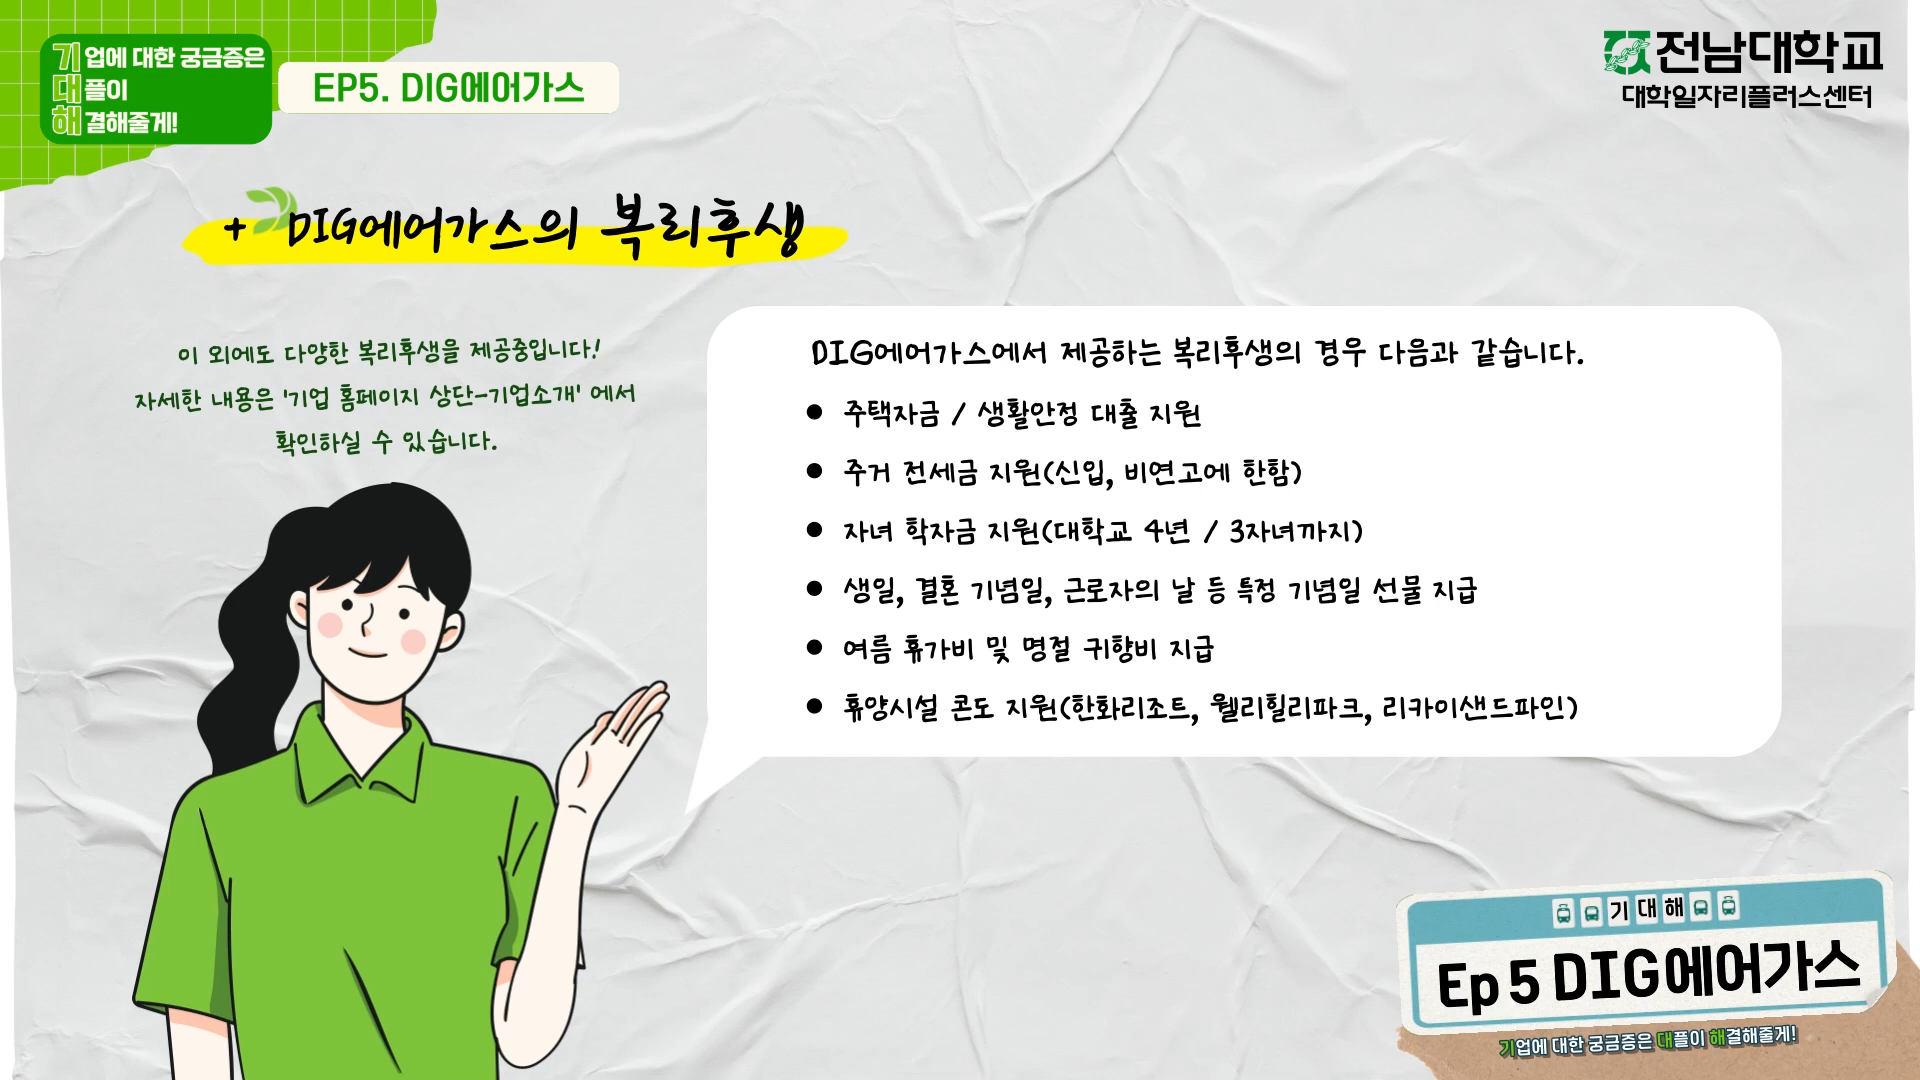 기업에 대한 궁금증은
대플이
해결해줄게!
EP5. DIG에어가스
전남대학교
대학일자리플러스센터
+ DIG에어가스의 복리후생
이 외에도 다양한 복리후생을 제공중입니다!
자세한 내용은 '기업 홈페이지 상단-기업소개' 에서
확인하실 수 있습니다.
DIG에어가스에서 제공하는 복리후생의 경우 다음과 같습니다.
● 주택자금 / 생활안정 대출 지원
● 주거 전세금 지원(신입, 비연고에 한함)
● 자녀 학자금 지원(대학교 4년 / 3자녀까지)
● 생일, 결혼 기념일, 근로자의 날 등 특정 기념일 선물 지급
● 여름 휴가비 및 명절 귀향비 지급
● 휴양시설 콘도 지원(한화리조트, 웰리힐리파크, 리카이샌드파인)
기대해
Ep 5 DIG에어가스
기업에 대한 궁금증은 대플이 해결해줄게!